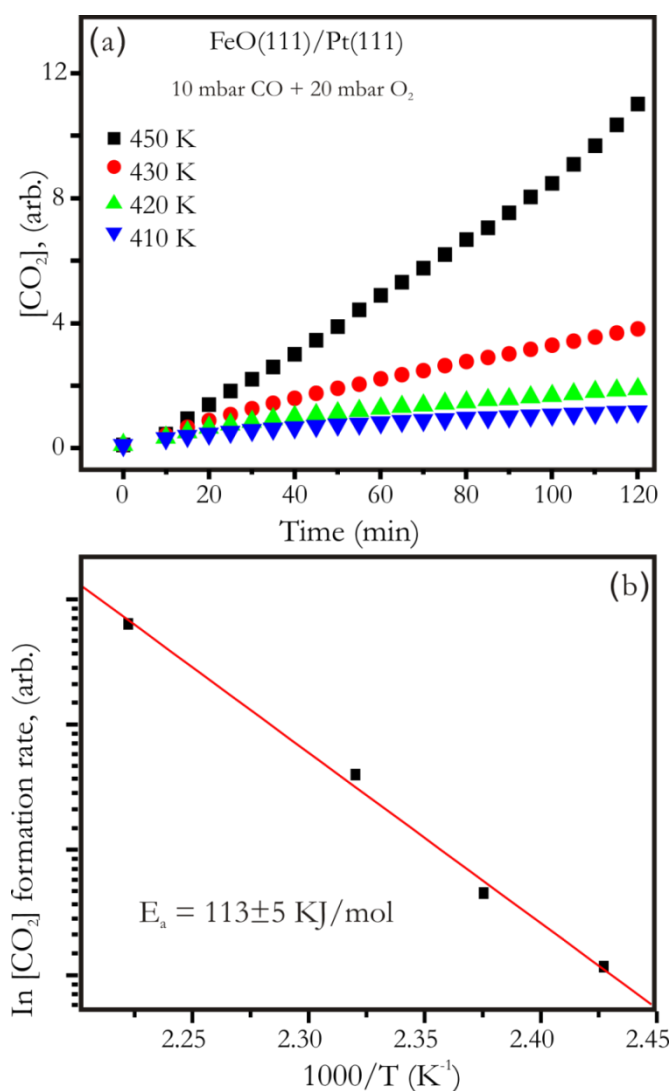 (a)
FeO(111)/Pt(111)
10 mbar CO + 20 mbar O₂
450 K
430 K
420 K
410 K
12
8
4
0
[CO₂], (arb.)
0 20 40 60 80 100 120
Time (min)
(b)
In [CO₂] formation rate, (arb.)
Eₐ = 113±5 KJ/mol
2.25 2.30 2.35 2.40 2.45
1000/T (K⁻¹)